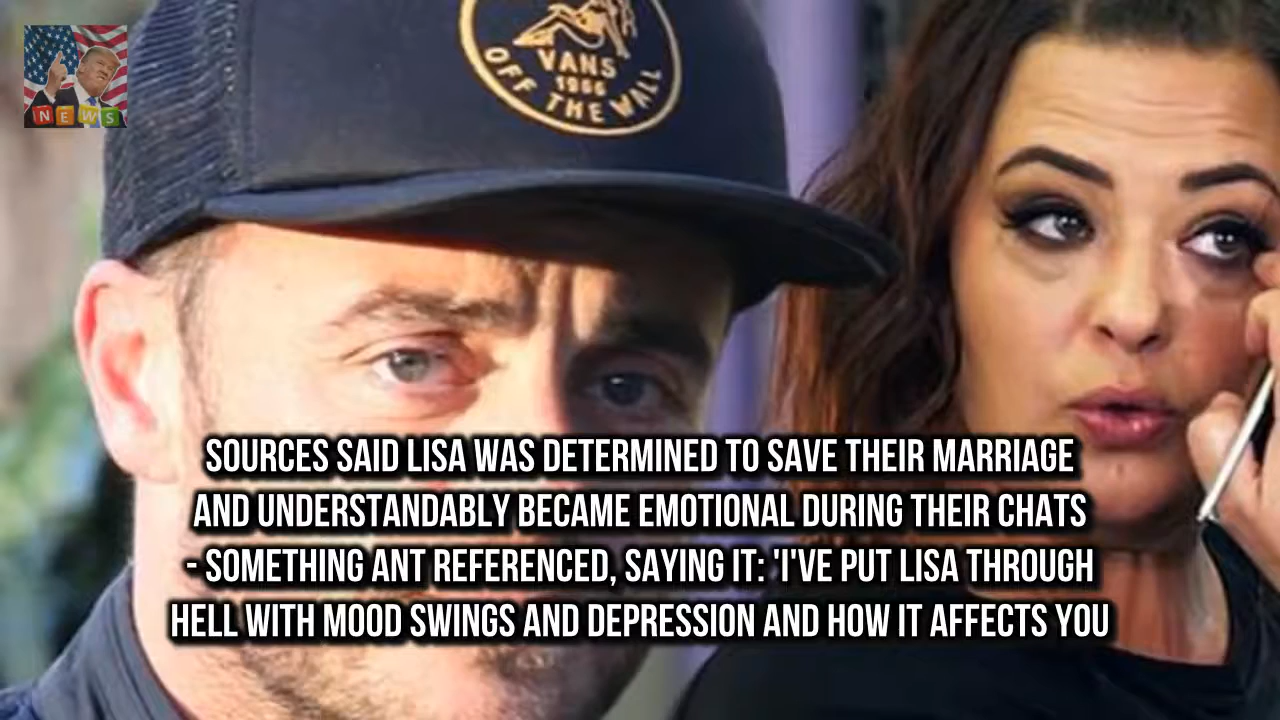 VANS
1966
OFF THE WALL
NEWS
SOURCES SAID LISA WAS DETERMINED TO SAVE THEIR MARRIAGE
AND UNDERSTANDABLY BECAME EMOTIONAL DURING THEIR CHATS
- SOMETHING ANT REFERENCED, SAYING IT: 'I'VE PUT LISA THROUGH
HELL WITH MOOD SWINGS AND DEPRESSION AND HOW IT AFFECTS YOU